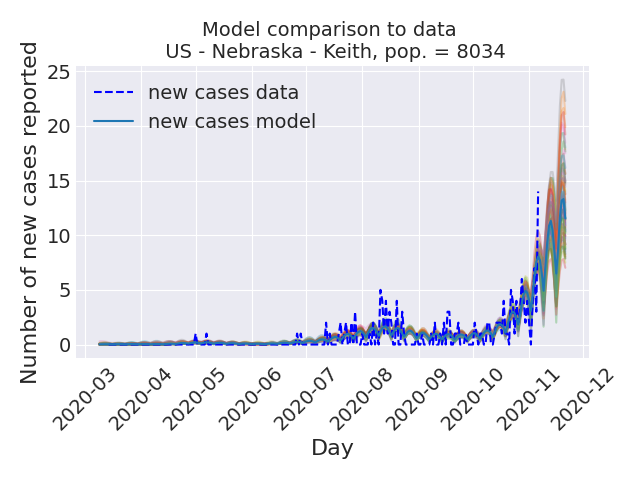 Model comparison to data
US - Nebraska - Keith, pop. = 8034
Number of new cases reported
25
20
15
10
5
0
new cases data
new cases model
2020-03
2020-04
2020-05
2020-06
2020-07
2020-08
2020-09
2020-10
2020-11
2020-12
Day